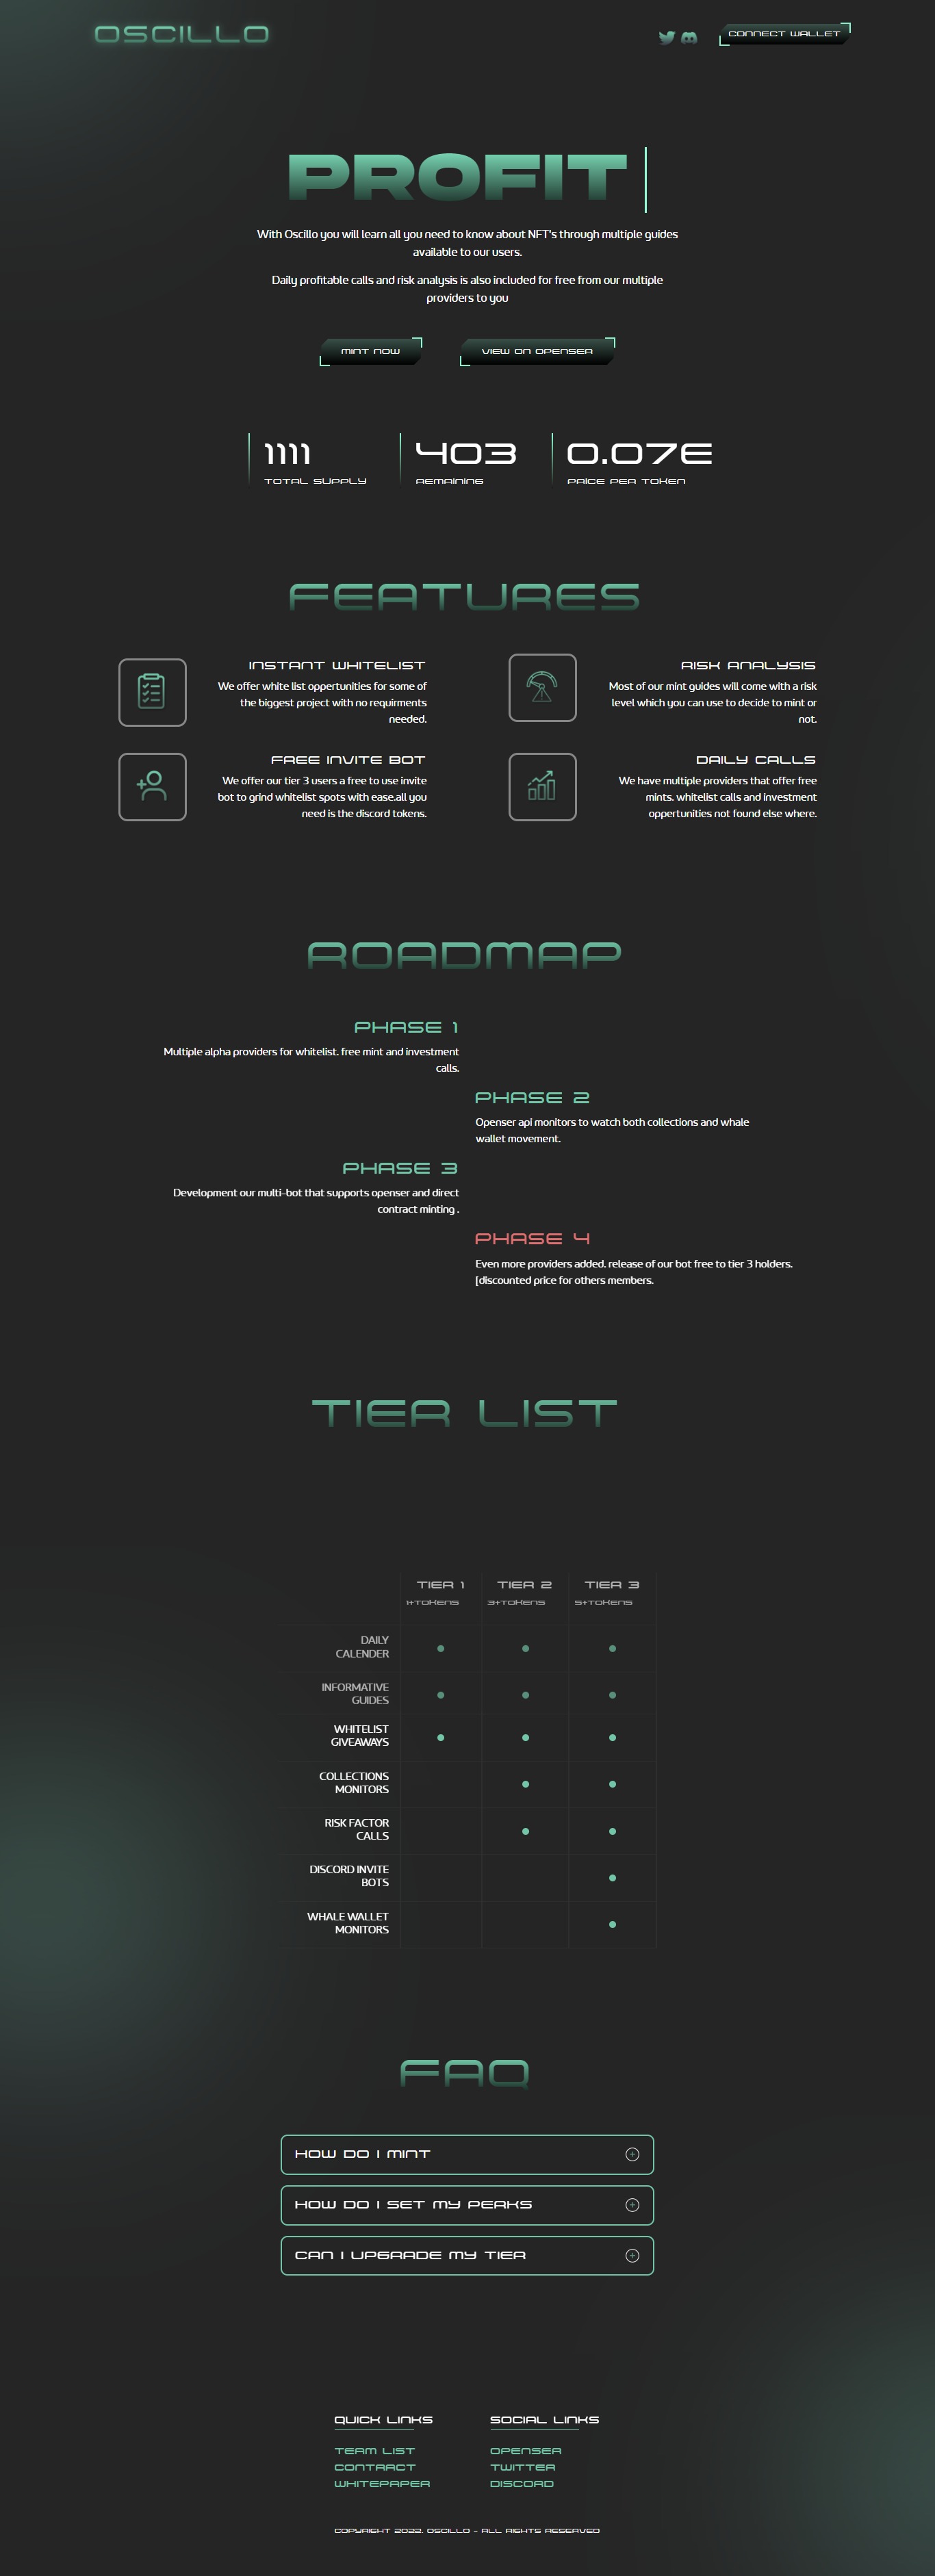 OSCILLO
CONNECT WALLET
PROFIT
With Oscillo you will learn all you need to know about NFT's through multiple guides
available to our users.
Daily profitable calls and risk analysis is also included for free from our multiple
providers to you
MINT NOW
VIEW ON OPENSEA
1111
403
0.07E
TOTAL SUPPLY
REMAINING
PRICE PER TOKEN
FEATURES
INSTANT WHITELIST
We offer white list oppertunities for some of
the biggest project with no requirments
needed.
RISK ANALYSIS
Most of our mint guides will come with a risk
level which you can use to decide to mint or
not.
FREE INVITE BOT
We offer our tier 3 users a free to use invite
bot to grind whitelist spots with ease.all you
need is the discord tokens.
DAILY CALLS
We have multiple providers that offer free
mints. whitelist calls and investment
oppertunities not found else where.
ROADMAP
PHASE 1
Multiple alpha providers for whitelist. free mint and investment
calls.
PHASE 2
Openser api monitors to watch both collections and whale
wallet movement.
PHASE 3
Development our multi-bot that supports openser and direct
contract minting .
PHASE 4
Even more providers added. release of our bot free to tier 3 holders.
[discounted price for others members.
TIER LIST
TIER 1
TIER 2
TIER 3
1+TOKENS
3+TOKENS
5+TOKENS
DAILY
CALENDER
INFORMATIVE
GUIDES
WHITELIST
GIVEAWAYS
COLLECTIONS
MONITORS
RISK FACTOR
CALLS
DISCORD INVITE
BOTS
WHALE WALLET
MONITORS
FAQ
HOW DO I MINT
HOW DO I SET MY PEAKS
CAN I UPGRADE MY TIER
QUICK LINKS
TEAM LIST
CONTRACT
WHITEPAPER
SOCIAL LINKS
OPENSEA
TWITTER
DISCORD
COPYRIGHT 2022. OSCILLO - ALL RIGHTS RESERVED